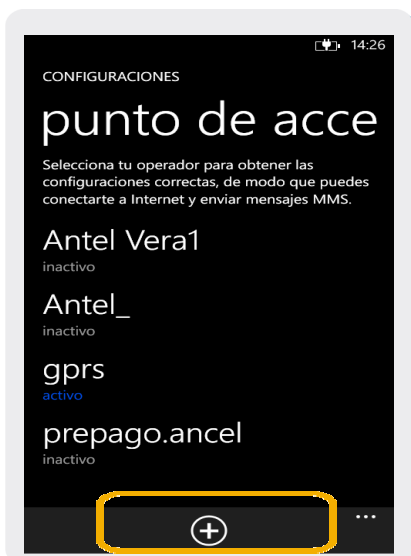 14:26
CONFIGURACIONES
punto de acce
Selecciona tu operador para obtener las
configuraciones correctas, de modo que puedes
conectarte a Internet y enviar mensajes MMS.
Antel Vera1
inactivo
Antel_
inactivo
gprs
activo
prepago.ancel
inactivo